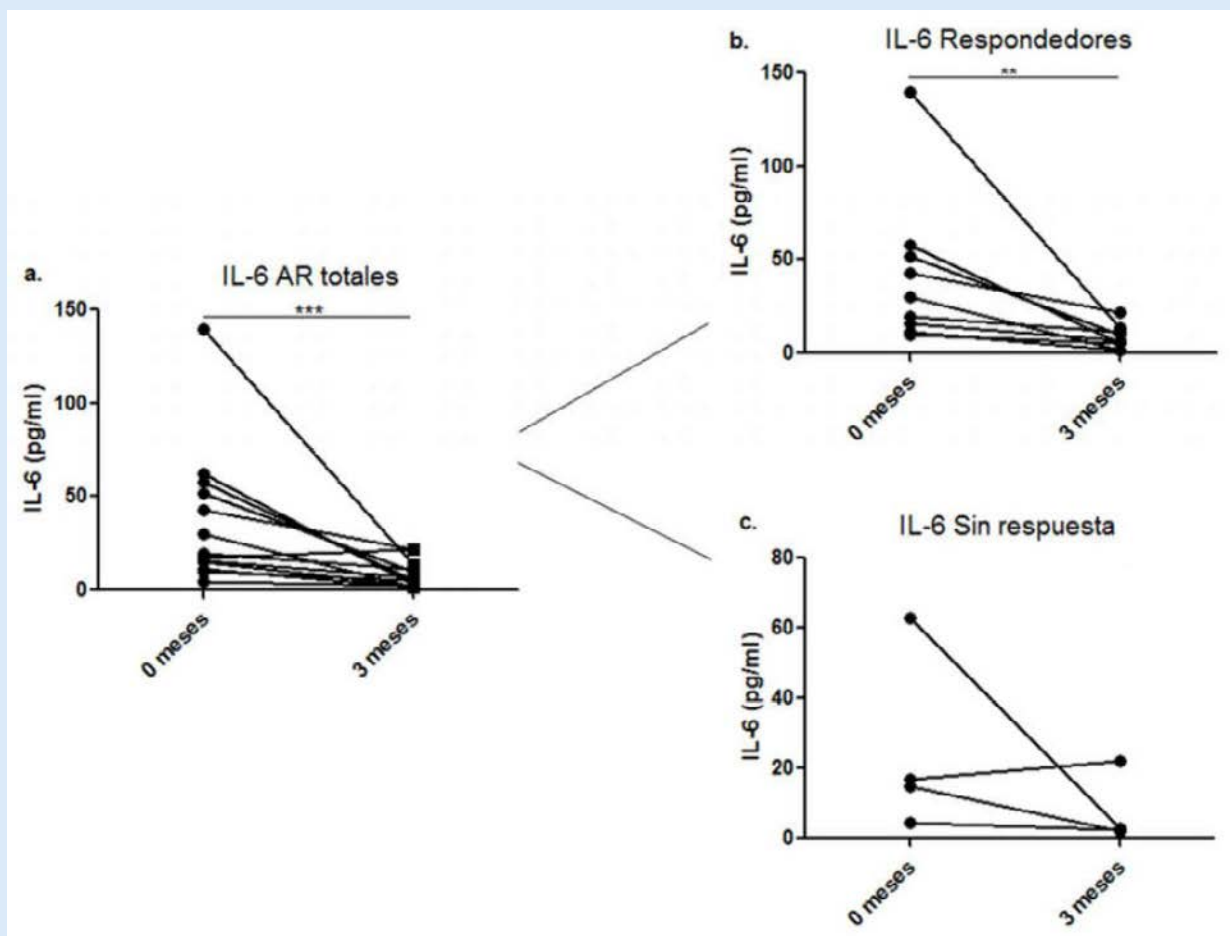 a.
IL-6 AR totales
***
IL-6 (pg/ml)
150
100
50
0
0 meses
3 meses
b.
IL-6 Respondedores
**
IL-6 (pg/ml)
150
100
50
0
0 meses
3 meses
c.
IL-6 Sin respuesta
IL-6 (pg/ml)
80
60
40
20
0
0 meses
3 meses